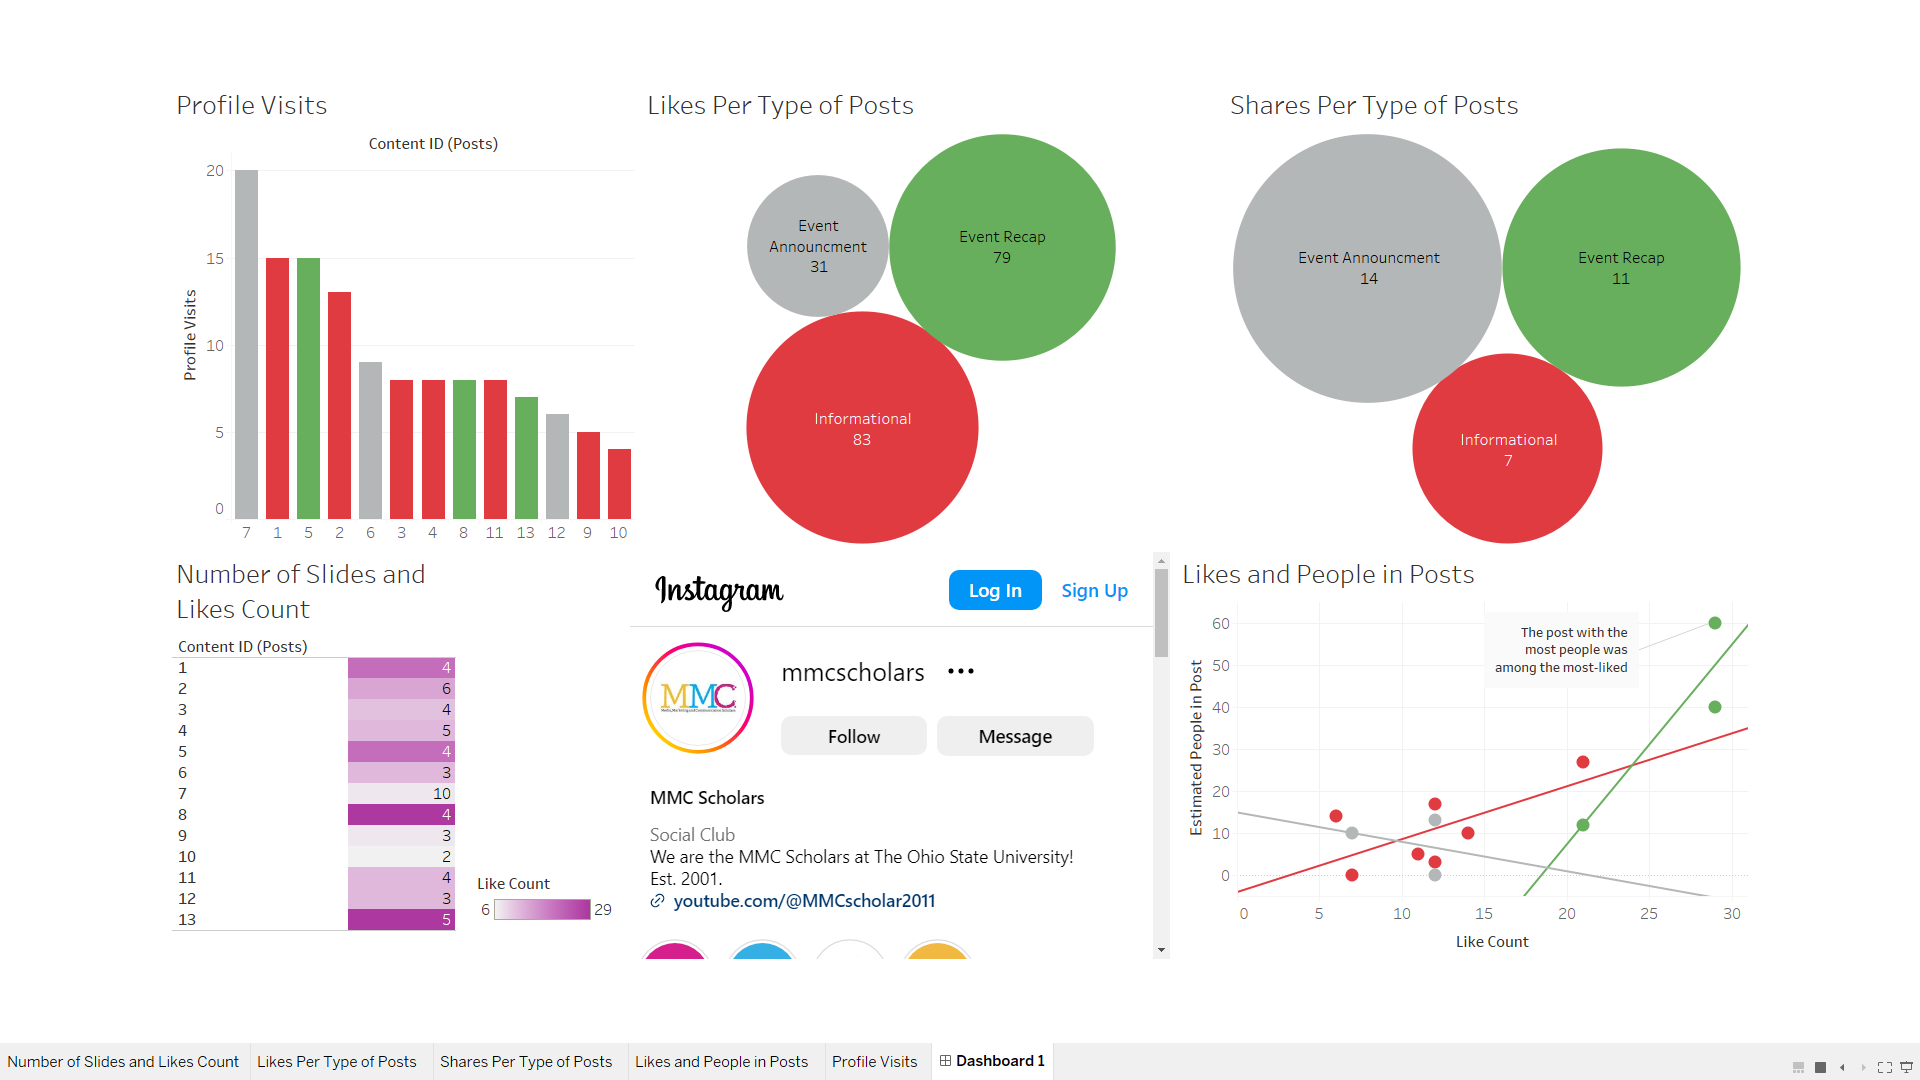 Profile Visits
Content ID (Posts)
Profile Visits
20
15
10
5
0
7 1 5 2 6 3 4 8 11 13 12 9 10
Likes Per Type of Posts
Event
Announcment
31
Event Recap
79
Informational
83
Shares Per Type of Posts
Event Announcment
14
Event Recap
11
Informational
7
Number of Slides and
Likes Count
Content ID (Posts)
1 4
2 6
3 4
4 5
5 4
6 3
7 10
8 4
9 3
10 2
11 4
12 3
13 5
Like Count
6 29
Instagram
Log In
Sign Up
MMC
mmcscholars
Follow
Message
MMC Scholars
Social Club
We are the MMC Scholars at The Ohio State University!
Est. 2001.
youtube.com/@MMCscholar2011
Likes and People in Posts
Estimated People in Post
60
50
40
30
20
10
0
The post with the
most people was
among the most-liked
0 5 10 15 20 25 30
Like Count
Number of Slides and Likes Count
Likes Per Type of Posts
Shares Per Type of Posts
Likes and People in Posts
Profile Visits
Dashboard 1